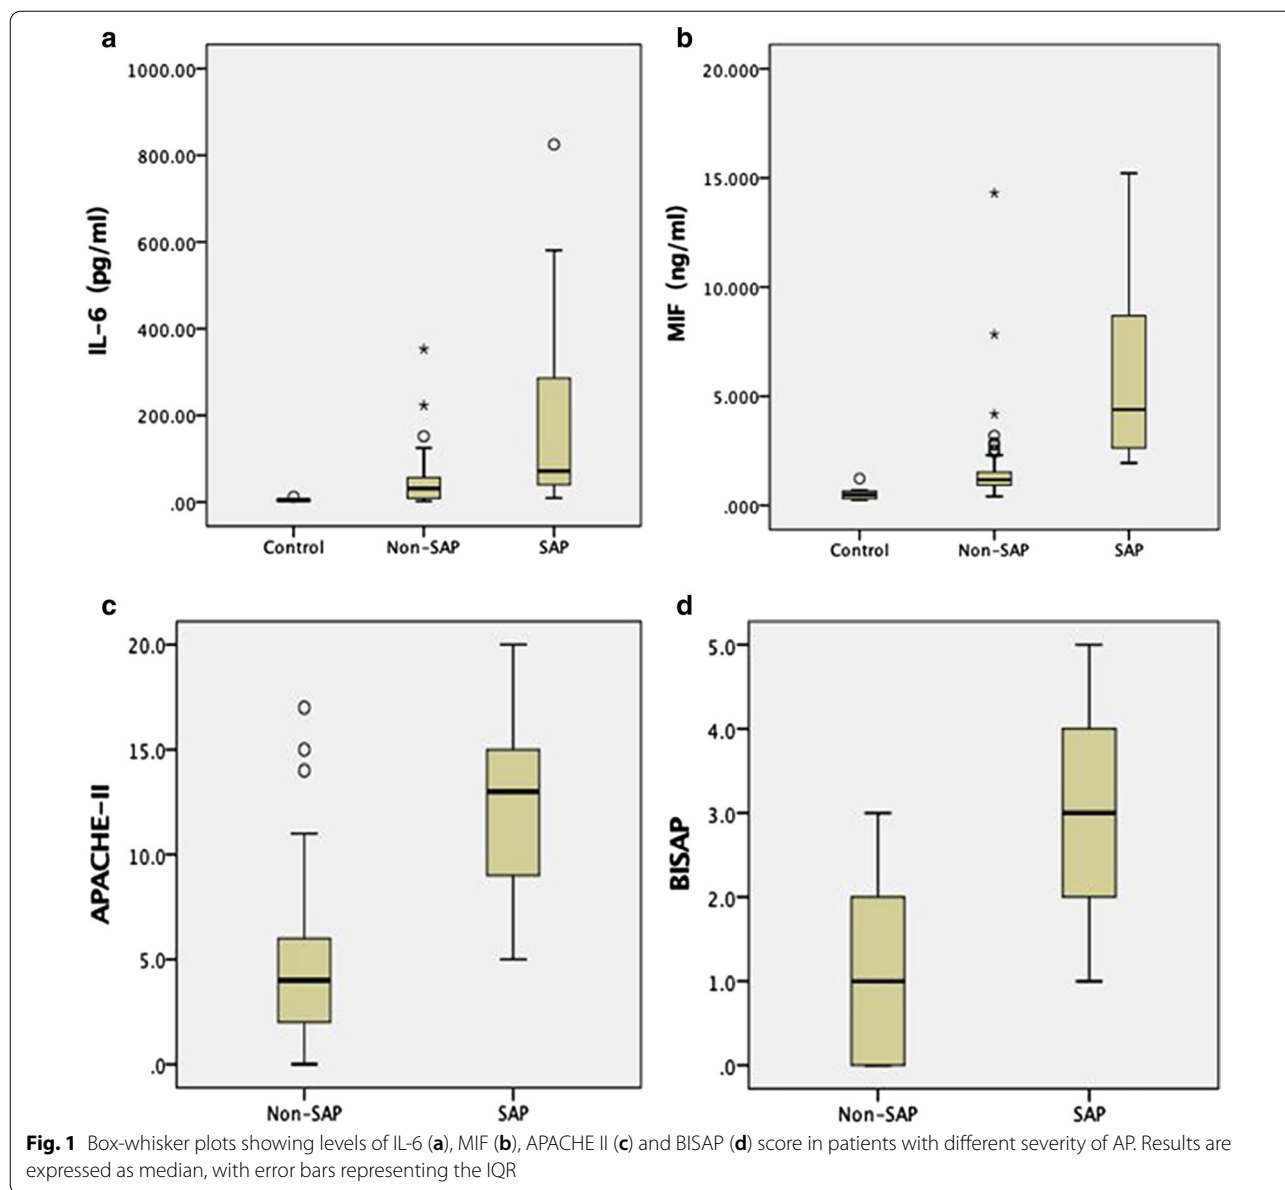 a
1000.00
800.00
600.00
400.00
200.00
.00
IL-6 (pg/ml)
Control Non-SAP SAP
b
20.000
15.000
10.000
5.000
.000
MIF (ng/ml)
Control Non-SAP SAP
c
20.0
15.0
10.0
5.0
.0
APACHE-II
Non-SAP SAP
d
5.0
4.0
3.0
2.0
1.0
.0
BISAP
Non-SAP SAP
Fig. 1 Box-whisker plots showing levels of IL-6 (a), MIF (b), APACHE II (c) and BISAP (d) score in patients with different severity of AP. Results are
expressed as median, with error bars representing the IQR